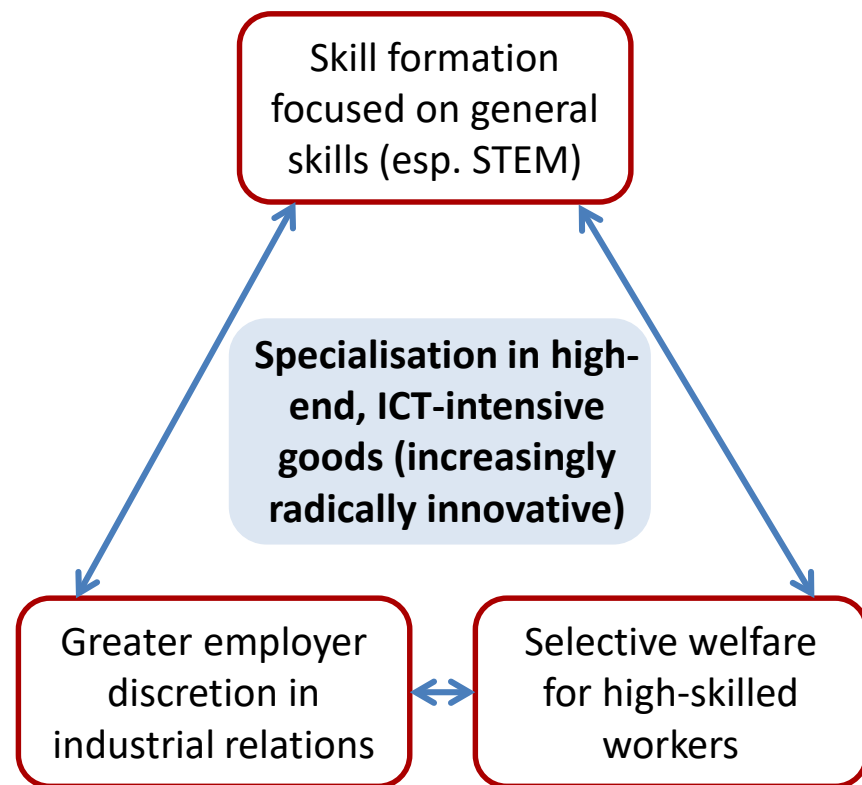 Skill formation
focused on general
skills (esp. STEM)
Specialisation in high-
end, ICT-intensive
goods (increasingly
radically innovative)
Greater employer
discretion in
industrial relations
Selective welfare
for high-skilled
workers